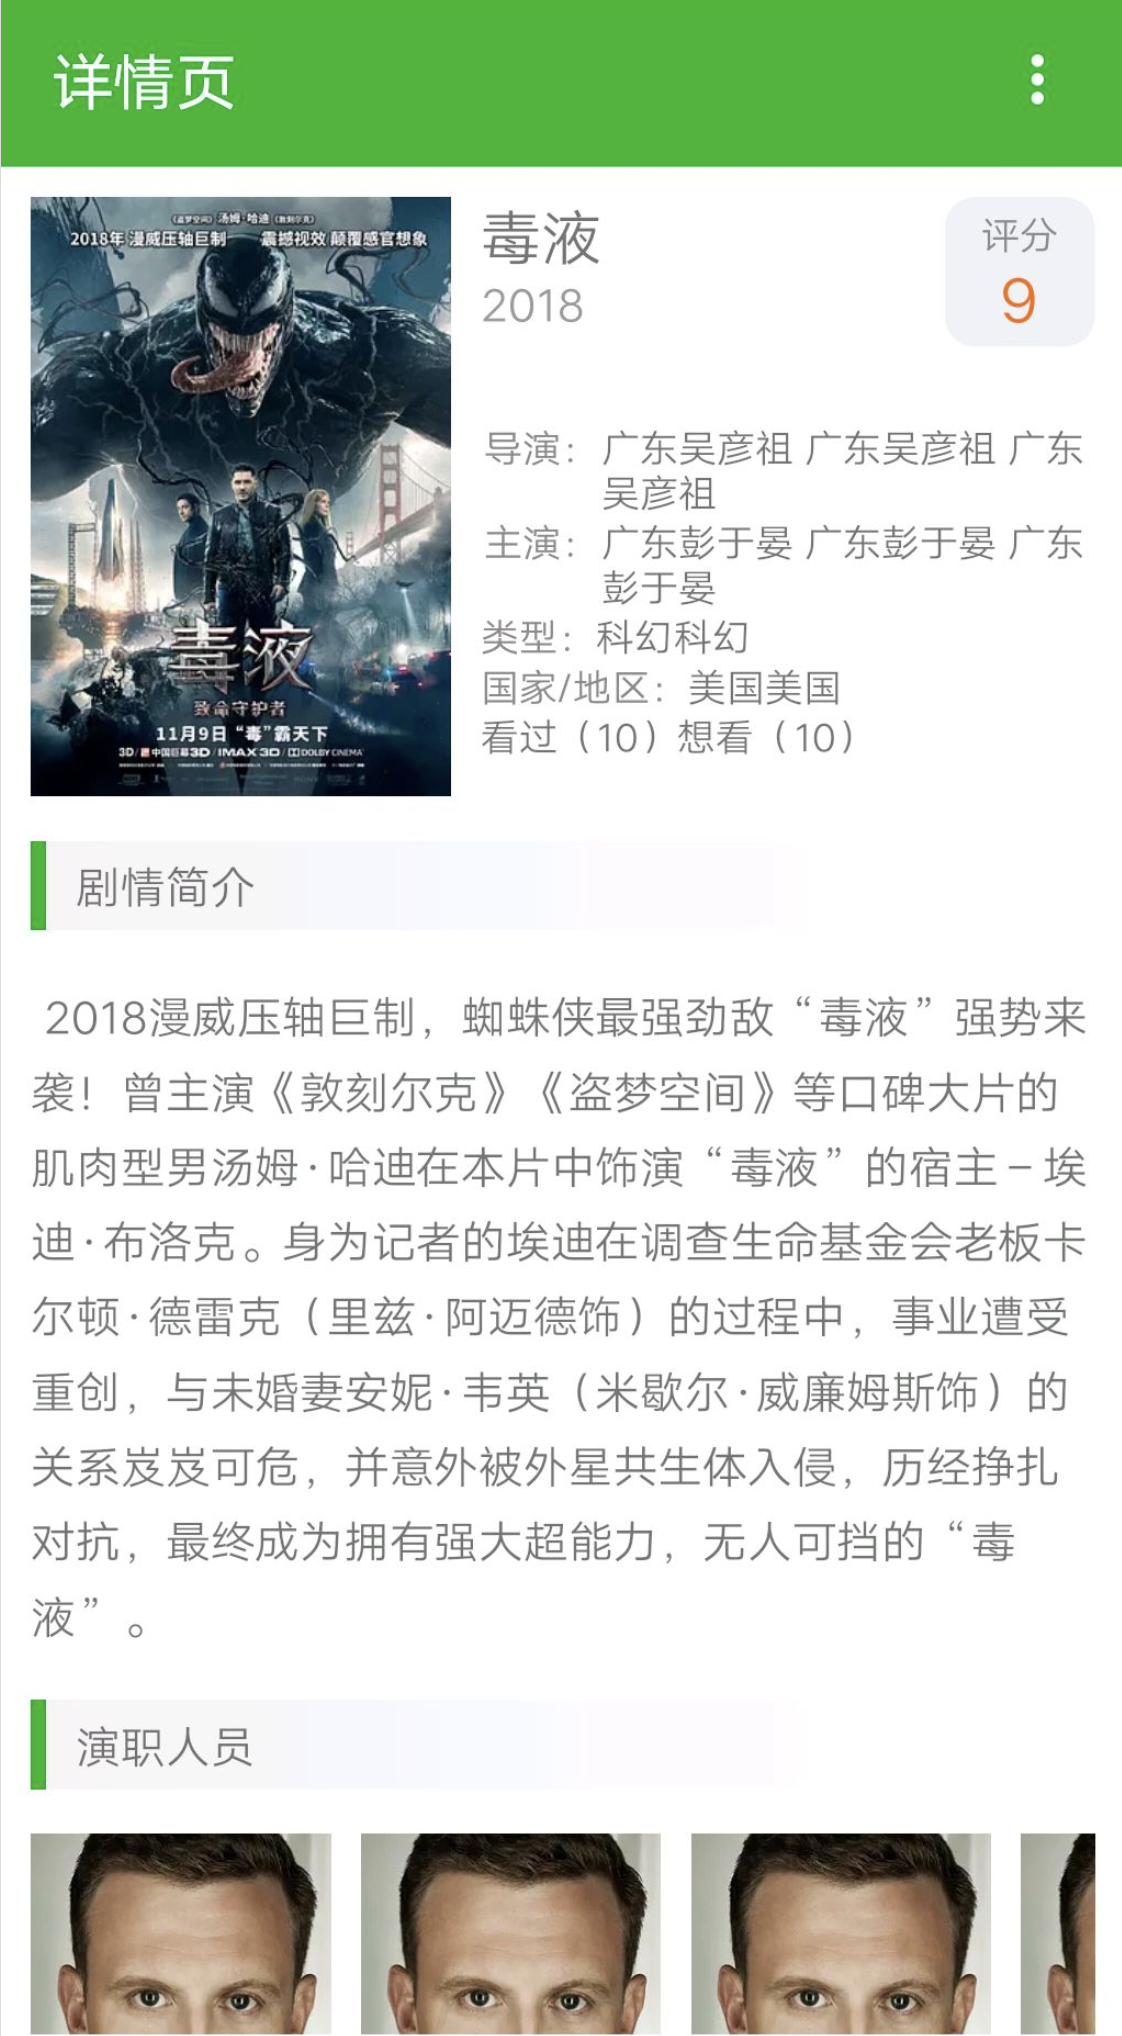 详情页
《盗梦空间》汤姆·哈迪《敦刻尔克》
2018年 漫威压轴巨制 震撼视效 颠覆感官想象
毒液
致命守护者
11月9日“毒”霸天下
3D/中国巨幕3D/IMAX 3D/DOLBY CINEMA
毒液
2018
评分
9
导演：广东吴彦祖 广东吴彦祖 广东
吴彦祖
主演：广东彭于晏 广东彭于晏 广东
彭于晏
类型：科幻科幻
国家/地区：美国美国
看过（10）想看（10）
剧情简介
2018漫威压轴巨制，蜘蛛侠最强劲敌“毒液”强势来
袭！曾主演《敦刻尔克》《盗梦空间》等口碑大片的
肌肉型男汤姆·哈迪在本片中饰演“毒液”的宿主－埃
迪·布洛克。身为记者的埃迪在调查生命基金会老板卡
尔顿·德雷克（里兹·阿迈德饰）的过程中，事业遭受
重创，与未婚妻安妮·韦英（米歇尔·威廉姆斯饰）的
关系岌岌可危，并意外被外星共生体入侵，历经挣扎
对抗，最终成为拥有强大超能力，无人可挡的“毒
液”。
演职人员